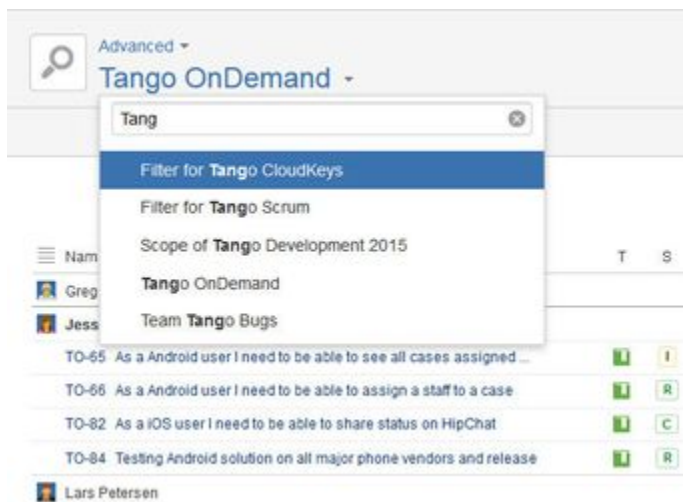 Advanced
Tango OnDemand
Tang
Filter for Tango CloudKeys
Filter for Tango Scrum
Scope of Tango Development 2015
Tango OnDemand
Team Tango Bugs
Nam T S
Greg
Jess
TO-65 As a Android user I need to be able to see all cases assigned ... I
TO-66 As a Android user I need to be able to assign a staff to a case R
TO-82 As a iOS user I need to be able to share status on HipChat C
TO-84 Testing Android solution on all major phone vendors and release R
Lars Petersen